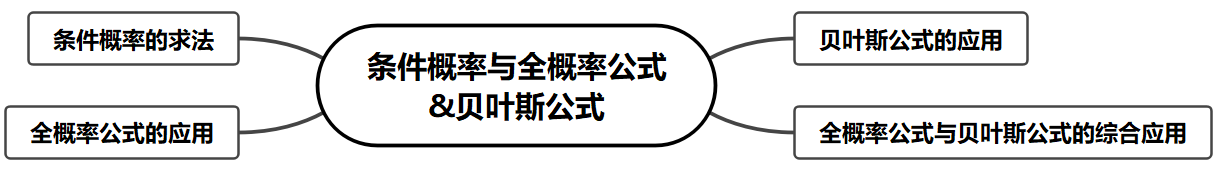 条件概率的求法
全概率公式的应用
条件概率与全概率公式
&贝叶斯公式
贝叶斯公式的应用
全概率公式与贝叶斯公式的综合应用